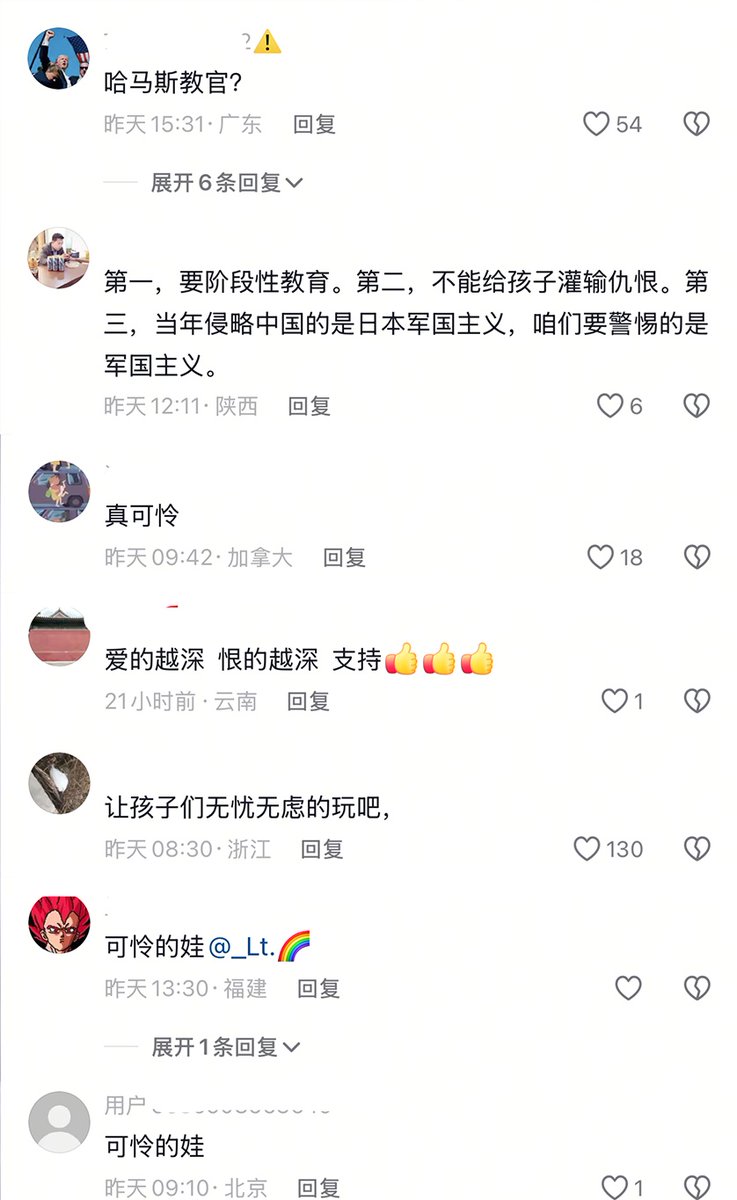 哈马斯教官？
昨天 15:31 · 广东 回复 54
展开 6 条回复
第一，要阶段性教育。第二，不能给孩子灌输仇恨。第
三，当年侵略中国的是日本军国主义，咱们要警惕的是
军国主义。
昨天 12:11 · 陕西 回复 6
真可怜
昨天 09:42 · 加拿大 回复 18
爱的越深 恨的越深 支持👍👍👍
21小时前 · 云南 回复 1
让孩子们无忧无虑的玩吧，
昨天 08:30 · 浙江 回复 130
可怜的娃@_Lt.🌈
昨天 13:30 · 福建 回复
展开 1 条回复
用户
可怜的娃
昨天 09:10 · 北京 回复 1